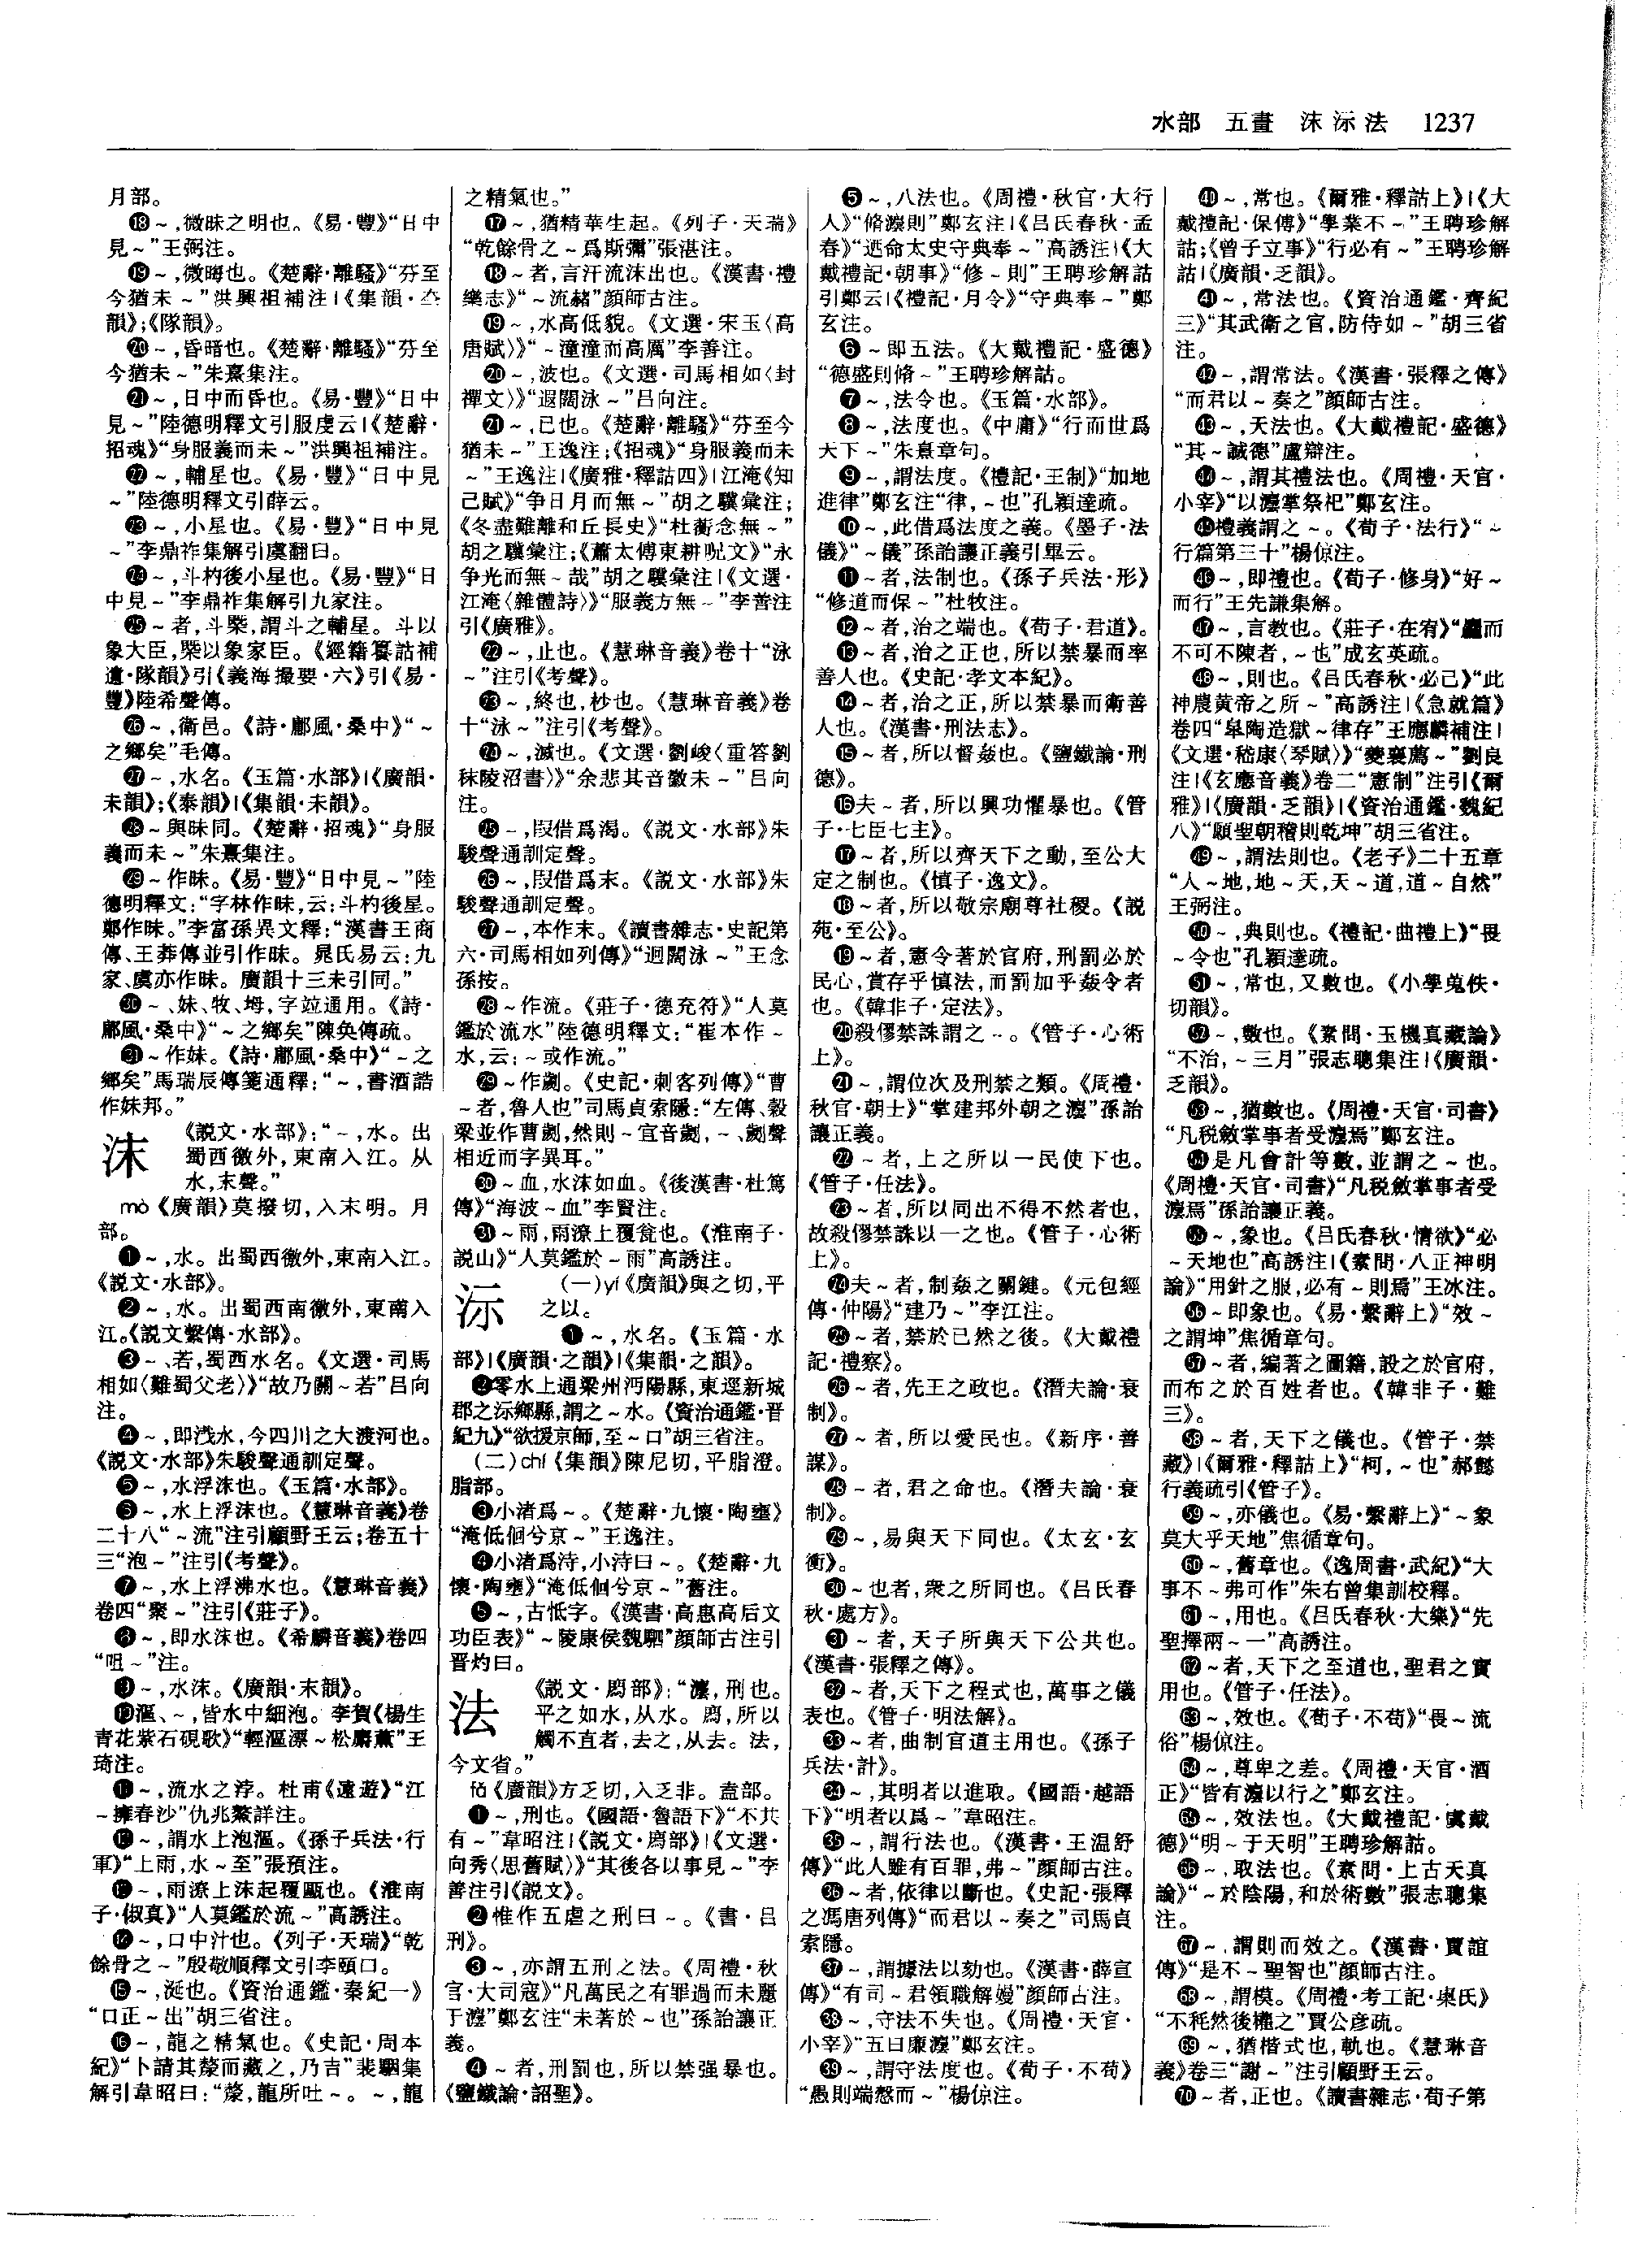 水部 五畫 沫 沶 法 1237
月部。
⓲~,微昧之明也。《易·豐》“日中
見~”王弼注。
⓳~,微晦也。《楚辭·離騷》“芬至
今猶未~”洪興祖補注|《集韻·夳
韻》;《隊韻》。
⓴~,昏暗也。《楚辭·離騷》“芬至
今猶未~”朱熹集注。
㉑~,日中而昏也。《易·豐》“日中
見~”陸德明釋文引服虔云|《楚辭·
招魂》“身服義而未~”洪興祖補注。
㉒~,輔星也。《易·豐》“日中見
~”陸德明釋文引薛云。
㉓~,小星也。《易·豐》“日中見
~”李鼎祚集解引虞翻曰。
㉔~,斗杓後小星也。《易·豐》“日
中見~”李鼎祚集解引九家注。
㉕~者,斗槩,謂斗之輔星。斗以
象大臣,槩以象家臣。《經籍籑詁補
遺·隊韻》引《義海撮要·六》引《易·
豐》陸希聲傳。
㉖~,衛邑。《詩·鄘風·桑中》“~
之鄉矣”毛傳。
㉗~,水名。《玉篇·水部》|《廣韻·
未韻》;《泰韻》|《集韻·未韻》。
㉘~與昧同。《楚辭·招魂》“身服
義而未~”朱熹集注。
㉙~作昧。《易·豐》“日中見~”陸
德明釋文:“字林作昧,云:斗杓後星。
鄭作昧。”李富孫異文釋:“漢書王商
傳、王莽傳並引作昧。晁氏易云:九
家、虞亦作昧。廣韻十三未引同。”
㉚~、妹、牧、坶,字竝通用。《詩·
鄘風·桑中》“~之鄉矣”陳奐傳疏。
㉛~作妹。《詩·鄘風·桑中》“~之
鄉矣”馬瑞辰傳箋通釋:“~,書酒誥
作妹邦。”
沫 《説文·水部》:“~,水。出
蜀西徼外,東南入江。从
水,末聲。”
mò《廣韻》莫撥切,入末明。月
部。
❶~,水。出蜀西徼外,東南入江。
《説文·水部》。
❷~,水。出蜀西南徼外,東南入
江。《説文繫傳·水部》。
❸~、若,蜀西水名。《文選·司馬
相如〈難蜀父老〉》“故乃關~若”吕向
注。
❹~,即涐水,今四川之大渡河也。
《説文·水部》朱駿聲通訓定聲。
❺~,水浮沫也。《玉篇·水部》。
❻~,水上浮沫也。《慧琳音義》卷
二十八“~流”注引顧野王云;卷五十
三“泡~”注引《考聲》。
❼~,水上浮沸水也。《慧琳音義》
卷四“聚~”注引《莊子》。
❽~,即水沫也。《希麟音義》卷四
“咀~”注。
❾~,水沫。《廣韻·末韻》。
❿漚、~,皆水中細泡。李賀《楊生
青花紫石硯歌》“輕漚漂~松麝薰”王
琦注。
⓫~,流水之浡。杜甫《遠遊》“江
~擁春沙”仇兆鰲詳注。
⓬~,謂水上泡漚。《孫子兵法·行
軍》“上雨,水~至”張預注。
⓭~,雨潦上沫起覆甌也。《淮南
子·俶真》“人莫鑑於流~”高誘注。
⓮~,口中汁也。《列子·天瑞》“乾
餘骨之~”殷敬順釋文引李頤口。
⓯~,涎也。《資治通鑑·秦紀一》
“口正~出”胡三省注。
⓰~,龍之精氣也。《史記·周本
紀》“卜請其漦而藏之,乃吉”裴駰集
解引韋昭曰:“漦,龍所吐~。~,龍
之精氣也。”
⓱~,猶精華生起。《列子·天瑞》
“乾餘骨之~爲斯彌”張湛注。
⓲~者,言汗流沫出也。《漢書·禮
樂志》“~流赭”顔師古注。
⓳~,水高低貌。《文選·宋玉〈高
唐賦〉》“~潼潼而高厲”李善注。
⓴~,波也。《文選·司馬相如〈封
禪文〉》“遐闊泳~”吕向注。
㉑~,已也。《楚辭·離騷》“芬至今
猶未~”王逸注;《招魂》“身服義而未
~”王逸注|《廣雅·釋詁四》|江淹《知
己賦》“争日月而無~”胡之驥彙注;
《冬盡難離和丘長史》“杜蘅念無~”
胡之驥彙注;《蕭太傅東耕呪文》“永
争光而無~哉”胡之驥彙注|《文選·
江淹〈雜體詩〉》“服義方無~”李善注
引《廣雅》。
㉒~,止也。《慧琳音義》卷十“泳
~”注引《考聲》。
㉓~,終也,杪也。《慧琳音義》卷
十“泳~”注引《考聲》。
㉔~,滅也。《文選·劉峻〈重答劉
秣陵沼書〉》“余悲其音徽未~”吕向
注。
㉕~,叚借爲渴。《説文·水部》朱
駿聲通訓定聲。
㉖~,叚借爲末。《説文·水部》朱
駿聲通訓定聲。
㉗~,本作末。《讀書雜志·史記第
六·司馬相如列傳》“迥闊泳~”王念
孫按。
㉘~作流。《莊子·德充符》“人莫
鑑於流水”陸德明釋文:“崔本作~
水,云:~或作流。”
㉙~作劌。《史記·刺客列傳》“曹
~者,魯人也”司馬貞索隱:“左傳、穀
梁並作曹劌,然則~宜音劌,~、劌聲
相近而字異耳。”
㉚~血,水沫如血。《後漢書·杜篤
傳》“海波~血”李賢注。
㉛~雨,雨潦上覆瓮也。《淮南子·
説山》“人莫鑑於~雨”高誘注。
沶 (一)yí《廣韻》與之切,平
之以。
❶~,水名。《玉篇·水
部》|《廣韻·之韻》|《集韻·之韻》。
❷零水上通梁州沔陽縣,東逕新城
郡之沶鄉縣,謂之~水。《資治通鑑·晉
紀九》“欲援京師,至~口”胡三省注。
(二)chí《集韻》陳尼切,平脂澄。
脂部。
❸小渚爲~。《楚辭·九懷·陶壅》
“淹低佪兮京~”王逸注。
❹小渚爲洔,小洔曰~。《楚辭·九
懷·陶壅》“淹低佪兮京~”舊注。
❺~,古怟字。《漢書·高惠高后文
功臣表》“~陵康侯魏駟”顔師古注引
晋灼曰。
法 《説文·廌部》:“灋,刑也。
平之如水,从水。廌,所以
觸不直者,去之,从去。法,
今文省。”
fǎ《廣韻》方乏切,入乏非。盍部。
❶~,刑也。《國語·魯語下》“不共
有~”韋昭注|《説文·廌部》|《文選·
向秀〈思舊賦〉》“其後各以事見~”李
善注引《説文》。
❷惟作五虐之刑曰~。《書·吕
刑》。
❸~,亦謂五刑之法。《周禮·秋
官·大司寇》“凡萬民之有罪過而未麗
于灋”鄭玄注“未著於~也”孫詒讓正
義。
❹~者,刑罰也,所以禁强暴也。
《鹽鐵論·詔聖》。
❺~,八法也。《周禮·秋官·大行
人》“脩灋則”鄭玄注|《吕氏春秋·孟
春》“迺命太史守典奉~”高誘注|《大
戴禮記·朝事》“修~則”王聘珍解詁
引鄭云|《禮記·月令》“守典奉~”鄭
玄注。
❻~即五法。《大戴禮記·盛德》
“德盛則脩~”王聘珍解詁。
❼~,法令也。《玉篇·水部》。
❽~,法度也。《中庸》“行而世爲
天下~”朱熹章句。
❾~,謂法度。《禮記·王制》“加地
進律”鄭玄注“律,~也”孔穎達疏。
❿~,此借爲法度之義。《墨子·法
儀》“~儀”孫詒讓正義引畢云。
⓫~者,法制也。《孫子兵法·形》
“修道而保~”杜牧注。
⓬~者,治之端也。《荀子·君道》。
⓭~者,治之正也,所以禁暴而率
善人也。《史記·孝文本紀》。
⓮~者,治之正,所以禁暴而衛善
人也。《漢書·刑法志》。
⓯~者,所以督姦也。《鹽鐵論·刑
德》。
⓰夫~者,所以興功懼暴也。《管
子·七臣七主》。
⓱~者,所以齊天下之動,至公大
定之制也。《慎子·逸文》。
⓲~者,所以敬宗廟尊社稷。《説
苑·至公》。
⓳~者,憲令著於官府,刑罰必於
民心,賞存乎慎法,而罰加乎姦令者
也。《韓非子·定法》。
⓴殺僇禁誅謂之~。《管子·心術
上》。
㉑~,謂位次及刑禁之類。《周禮·
秋官·朝士》“掌建邦外朝之灋”孫詒
讓正義。
㉒~者,上之所以一民使下也。
《管子·任法》。
㉓~者,所以同出不得不然者也,
故殺僇禁誅以一之也。《管子·心術
上》。
㉔夫~者,制姦之關鍵。《元包經
傳·仲陽》“建乃~”李江注。
㉕~者,禁於已然之後。《大戴禮
記·禮察》。
㉖~者,先王之政也。《潛夫論·衰
制》。
㉗~者,所以愛民也。《新序·善
謀》。
㉘~者,君之命也。《潛夫論·衰
制》。
㉙~,易與天下同也。《太玄·玄
衝》。
㉚~也者,衆之所同也。《吕氏春
秋·處方》。
㉛~者,天子所與天下公共也。
《漢書·張釋之傳》。
㉜~者,天下之程式也,萬事之儀
表也。《管子·明法解》。
㉝~者,曲制官道主用也。《孫子
兵法·計》。
㉞~,其明者以進取。《國語·越語
下》“明者以爲~”韋昭注。
㉟~,謂行法也。《漢書·王温舒
傳》“此人雖有百罪,弗~”顔師古注。
㊱~者,依律以斷也。《史記·張釋
之馮唐列傳》“而君以~奏之”司馬貞
索隱。
㊲~,謂據法以劾也。《漢書·薛宣
傳》“有司~君領職解嫚”顔師古注。
㊳~,守法不失也。《周禮·天官·
小宰》“五曰廉灋”鄭玄注。
㊴~,謂守法度也。《荀子·不苟》
“愚則端慤而~”楊倞注。
㊵~,常也。《爾雅·釋詁上》|《大
戴禮記·保傅》“學業不~”王聘珍解
詁;《曾子立事》“行必有~”王聘珍解
詁|《廣韻·乏韻》。
㊶~,常法也。《資治通鑑·齊紀
三》“其武衛之官,防侍如~”胡三省
注。
㊷~,謂常法。《漢書·張釋之傳》
“而君以~奏之”顔師古注。
㊸~,天法也。《大戴禮記·盛德》
“其~誠德”盧辯注。
㊹~,謂其禮法也。《周禮·天官·
小宰》“以灋掌祭祀”鄭玄注。
㊺禮義謂之~。《荀子·法行》“~
行篇第三十”楊倞注。
㊻~,即禮也。《荀子·修身》“好~
而行”王先謙集解。
㊼~,言教也。《莊子·在宥》“麤而
不可不陳者,~也”成玄英疏。
㊽~,則也。《吕氏春秋·必己》“此
神農黄帝之所~”高誘注|《急就篇》
卷四“皋陶造獄~律存”王應麟補注|
《文選·嵇康〈琴賦〉》“夔襄薦~”劉良
注|《玄應音義》卷二“憲制”注引《爾
雅》|《廣韻·乏韻》|《資治通鑑·魏紀
八》“願聖朝稽則乾坤”胡三省注。
㊾~,謂法則也。《老子》二十五章
“人~地,地~天,天~道,道~自然”
王弼注。
㊿~,典則也。《禮記·曲禮上》“畏
~令也”孔穎達疏。
51~,常也,又數也。《小學蒐佚·
切韻》。
52~,數也。《素問·玉機真藏論》
“不治,~三月”張志聰集注|《廣韻·
乏韻》。
53~,猶數也。《周禮·天官·司書》
“凡税斂掌事者受灋焉”鄭玄注。
54是凡會計等數,並謂之~也。
《周禮·天官·司書》“凡税斂掌事者受
灋焉”孫詒讓正義。
55~,象也。《吕氏春秋·情欲》“必
~天地也”高誘注|《素問·八正神明
論》“用針之服,必有~則焉”王冰注。
56~即象也。《易·繫辭上》“效~
之謂坤”焦循章句。
57~者,編著之圖籍,設之於官府,
而布之於百姓者也。《韓非子·難
三》。
58~者,天下之儀也。《管子·禁
藏》|《爾雅·釋詁上》“柯,~也”郝懿
行義疏引《管子》。
59~,亦儀也。《易·繫辭上》“~象
莫大乎天地”焦循章句。
60~,舊章也。《逸周書·武紀》“大
事不~弗可作”朱右曾集訓校釋。
61~,用也。《吕氏春秋·大樂》“先
聖擇兩~一”高誘注。
62~者,天下之至道也,聖君之實
用也。《管子·任法》。
63~,效也。《荀子·不苟》“畏~流
俗”楊倞注。
64~,尊卑之差。《周禮·天官·酒
正》“皆有灋以行之”鄭玄注。
65~,效法也。《大戴禮記·虞戴
德》“明~于天明”王聘珍解詁。
66~,取法也。《素問·上古天真
論》“~於陰陽,和於術數”張志聰集
注。
67~,謂則而效之。《漢書·賈誼
傳》“是不~聖智也”顔師古注。
68~,謂模。《周禮·考工記·㮚氏》
“不秏然後權之”賈公彦疏。
69~,猶楷式也,軌也。《慧琳音
義》卷三“謝~”注引顧野王云。
70~者,正也。《讀書雜志·荀子第